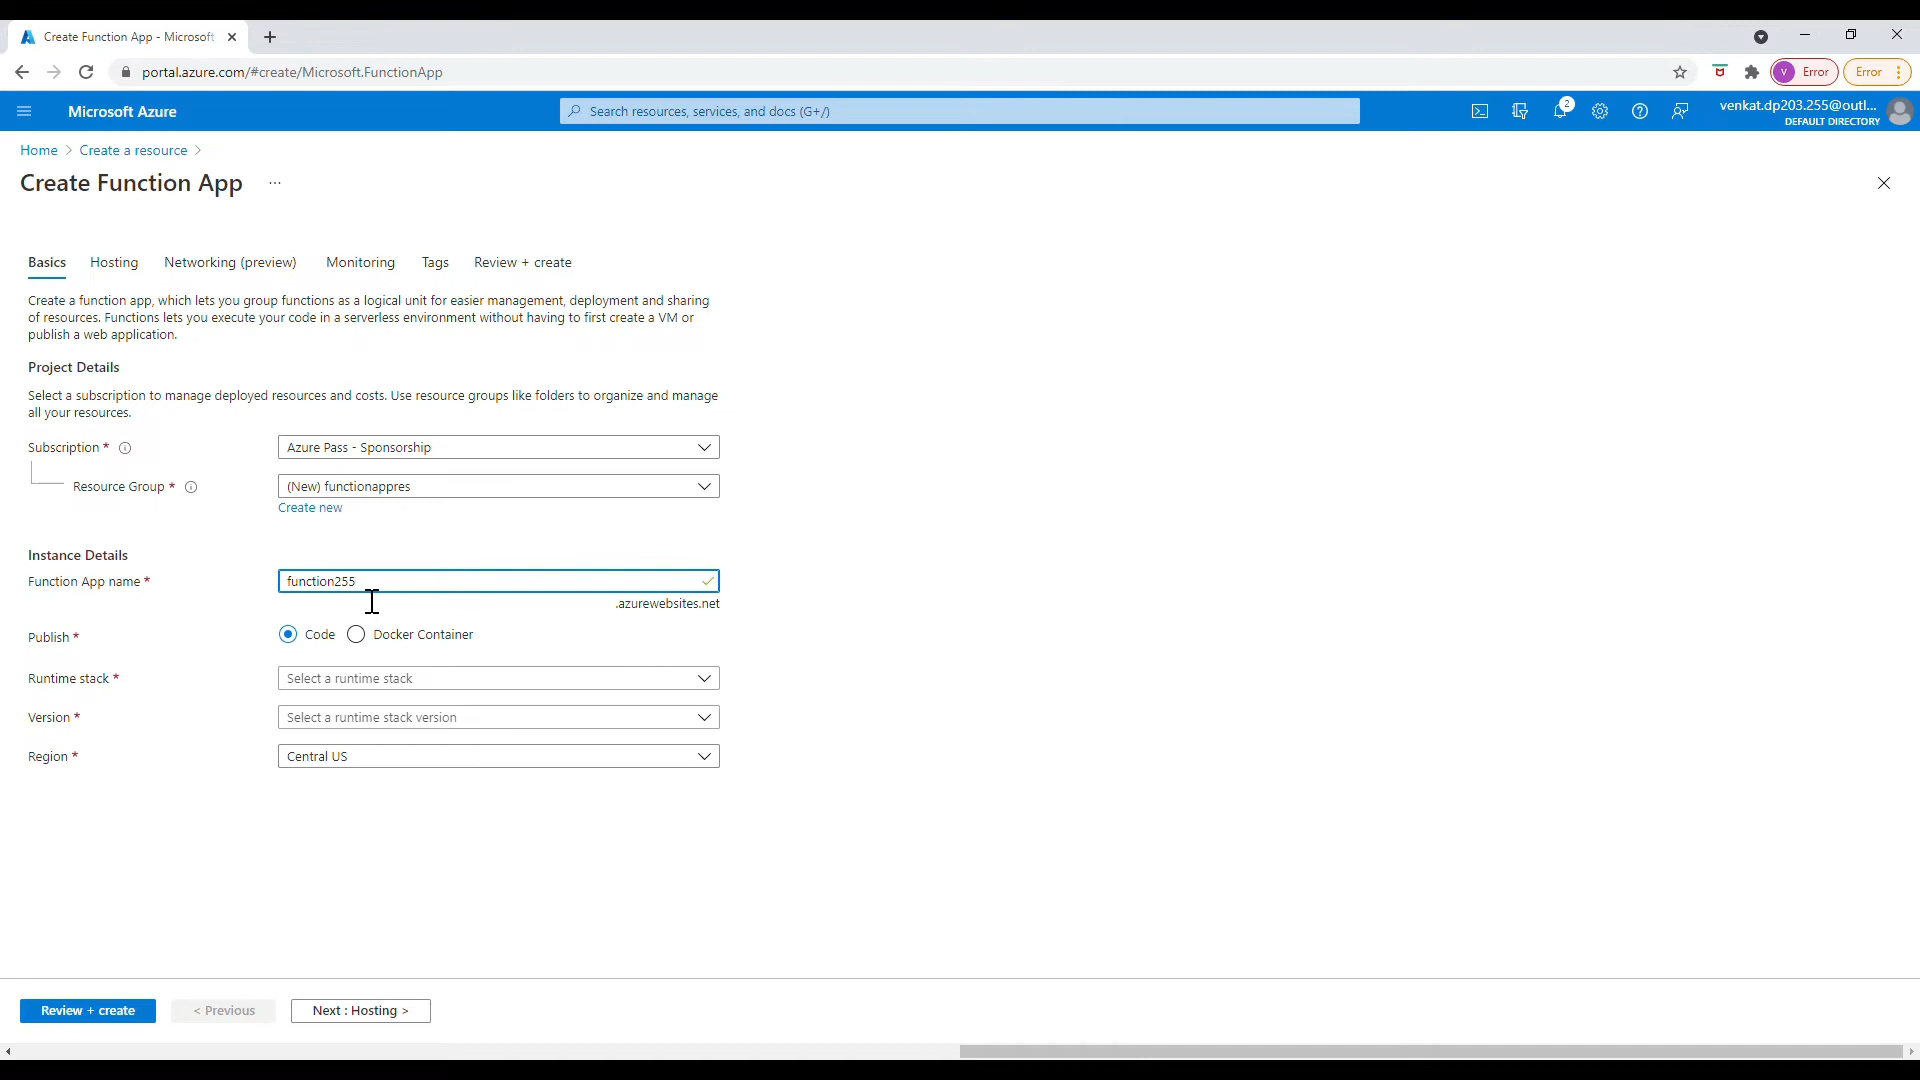 Create Function App - Microsoft
portal.azure.com/#create/Microsoft.FunctionApp
V Error
Error
Microsoft Azure
Search resources, services, and docs (G+/)
2
venkat.dp203.255@outl...
DEFAULT DIRECTORY
Home > Create a resource >
Create Function App ...
Basics Hosting Networking (preview) Monitoring Tags Review + create
Create a function app, which lets you group functions as a logical unit for easier management, deployment and sharing
of resources. Functions lets you execute your code in a serverless environment without having to first create a VM or
publish a web application.
Project Details
Select a subscription to manage deployed resources and costs. Use resource groups like folders to organize and manage
all your resources.
Subscription * Azure Pass - Sponsorship
Resource Group * (New) functionappres
Create new
Instance Details
Function App name * function255
.azurewebsites.net
Publish * Code Docker Container
Runtime stack * Select a runtime stack
Version * Select a runtime stack version
Region * Central US
Review + create < Previous Next : Hosting >